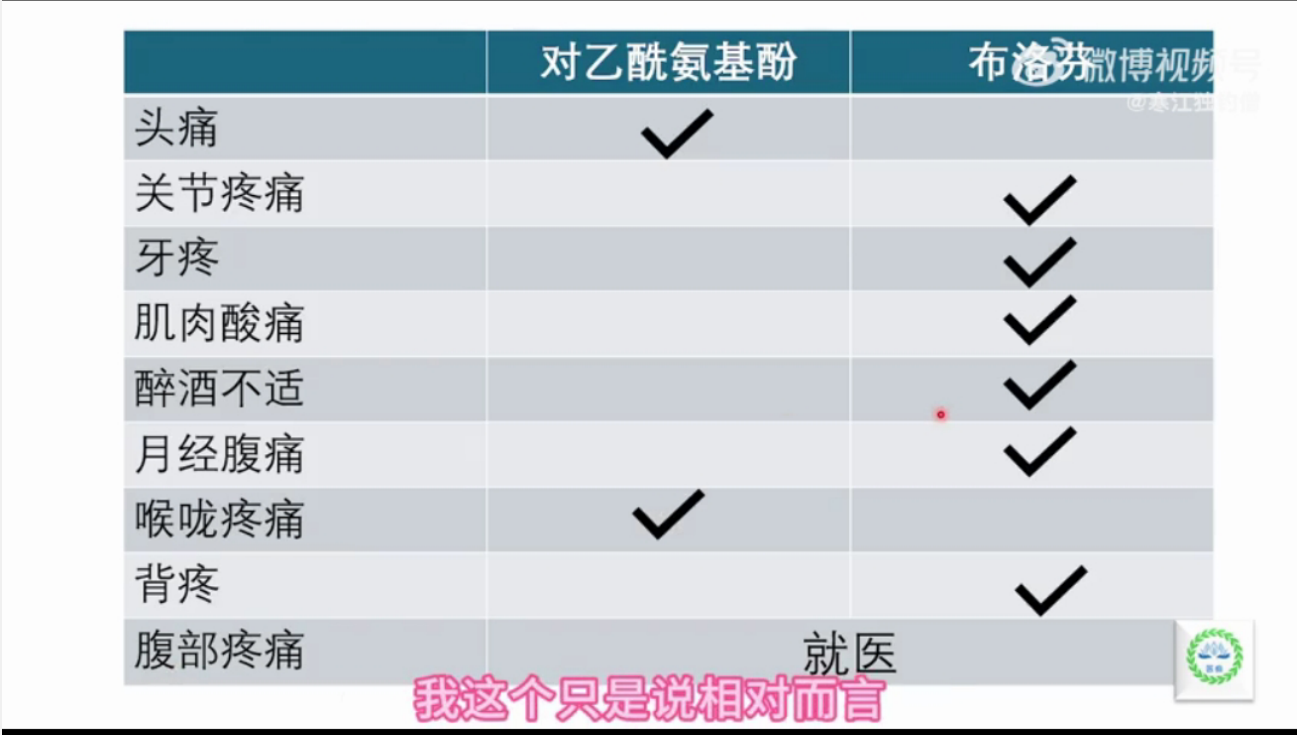 对乙酰氨基酚 布洛芬
微博视频号
头痛
关节疼痛
牙疼
肌肉酸痛
醉酒不适
月经腹痛
喉咙疼痛
背疼
腹部疼痛 就医
我这个只是说相对而言